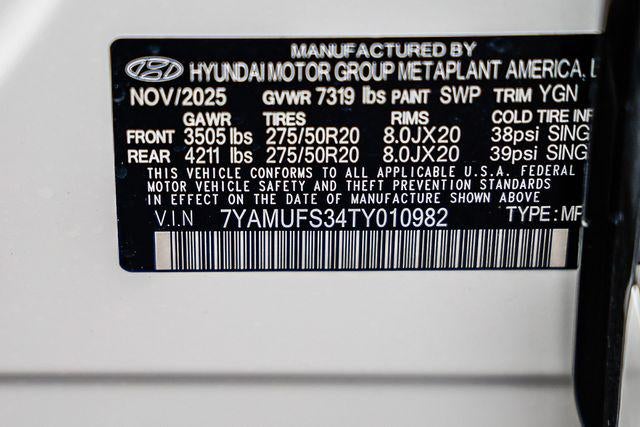 MANUFACTURED BY
HYUNDAI MOTOR GROUP METAPLANT AMERICA,
NOV/2025 GVWR 7319 lbs PAINT SWP TRIM YGN
GAWR TIRES RIMS COLD TIRE
FRONT 3505 lbs 275/50R20 8.0JX20 38psi SING
REAR 4211 lbs 275/50R20 8.0JX20 39psi SING
THIS VEHICLE CONFORMS TO ALL APPLICABLE U.S.A. FEDERAL
MOTOR VEHICLE SAFETY AND THEFT PREVENTION STANDARDS
IN EFFECT ON THE DATE OF MANUFACTURE SHOWN ABOVE
V.I.N 7YAMUFS34TY010982 TYPE: